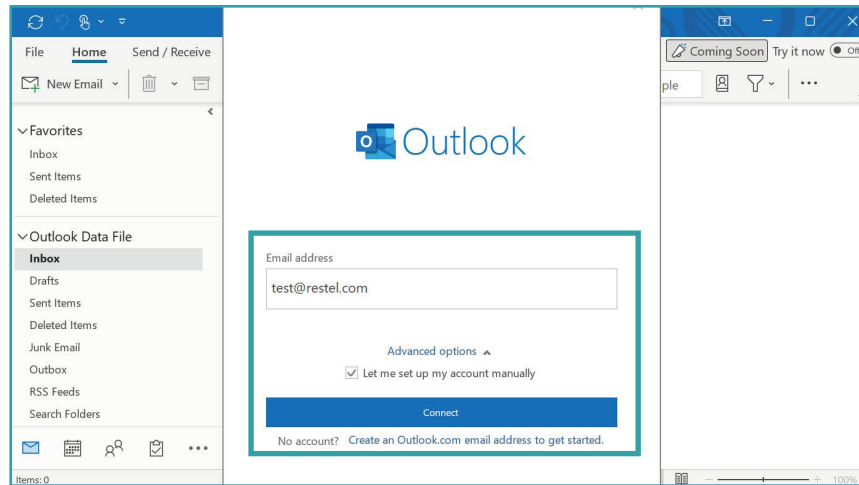 File Home Send / Receive
Coming Soon Try it now Off
New Email
ple
Favorites
Inbox
Sent Items
Deleted Items
Outlook Data File
Inbox
Drafts
Sent Items
Deleted Items
Junk Email
Outbox
RSS Feeds
Search Folders
Items: 0
Outlook
Email address
test@restel.com
Advanced options
Let me set up my account manually
Connect
No account? Create an Outlook.com email address to get started.
100%